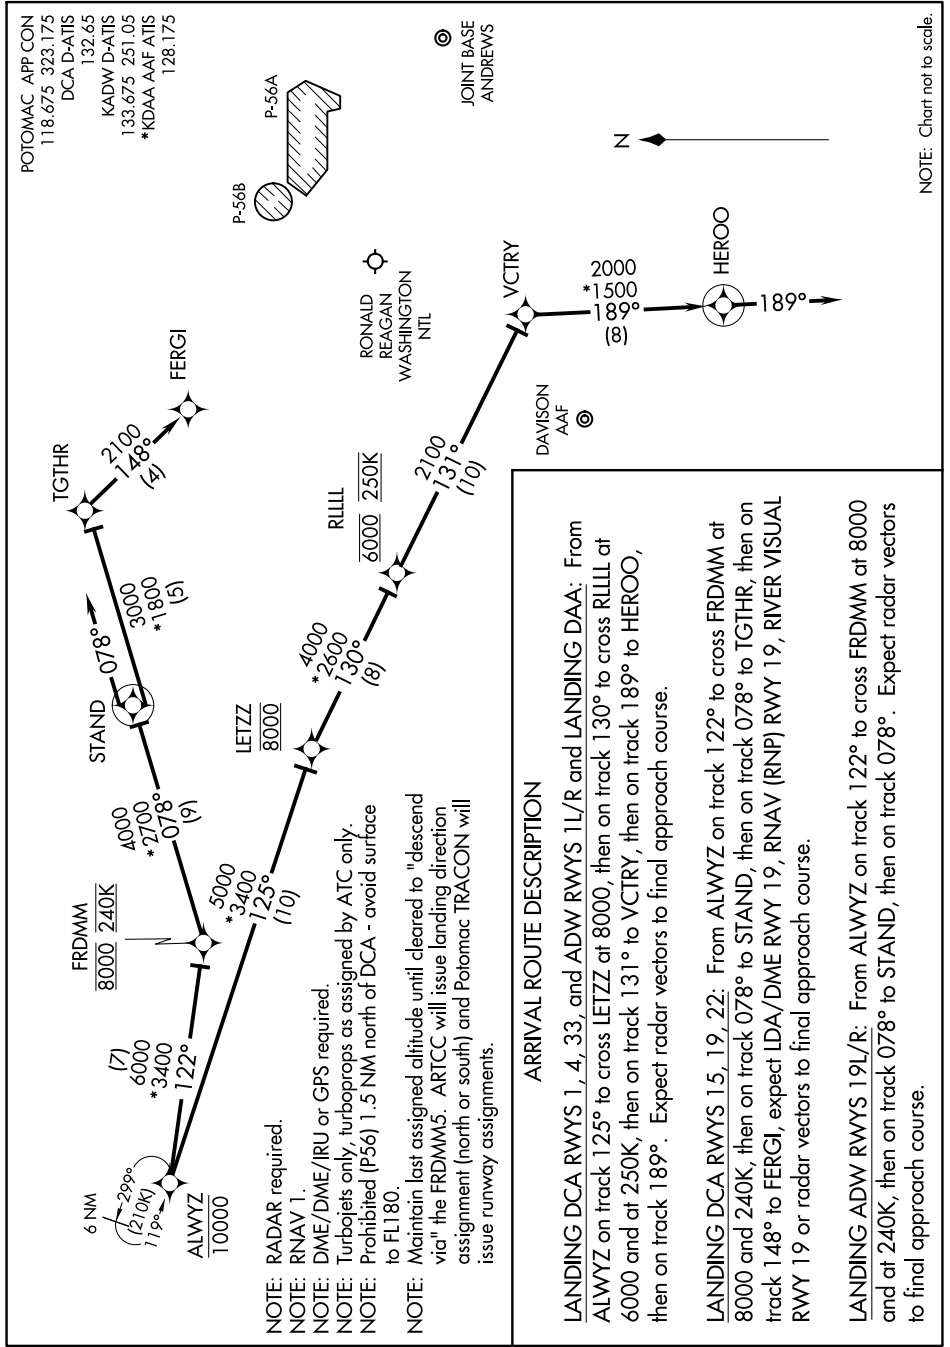 POTOMAC APP CON
118.675 323.175
DCA D-ATIS
132.65
KADW D-ATIS
133.675 251.05
*KDAA AAF ATIS
128.175
6 NM
299°
(210K)
119°
ALWYZ
10000
(7)
6000
*3400
122°
FRDMM
8000 240K
4000
*2700
078°
(9)
STAND
078°
3000
*1800
(5)
TGTHR
2100
148°
(4)
FERGI
5000
*3400
125°
(10)
LETZZ
8000
4000
*2600
130°
(8)
RLLLL
6000 250K
2100
131°
(10)
VCTRY
2000
*1500
189°
(8)
HEROO
189°
RONALD
REAGAN
WASHINGTON
NTL
P-56B
P-56A
JOINT BASE
ANDREWS
DAVISON
AAF
N
NOTE: Chart not to scale.
NOTE: RADAR required.
NOTE: RNAV 1.
NOTE: DME/DME/IRU or GPS required.
NOTE: Turbojets only, turboprops as assigned by ATC only.
NOTE: Prohibited (P56) 1.5 NM north of DCA - avoid surface
to FL180.
NOTE: Maintain last assigned altitude until cleared to "descend
via" the FRDMM5. ARTCC will issue landing direction
assignment (north or south) and Potomac TRACON will
issue runway assignments.
ARRIVAL ROUTE DESCRIPTION
LANDING DCA RWYS 1, 4, 33, and ADW RWYS 1L/R and LANDING DAA: From
ALWYZ on track 125° to cross LETZZ at 8000, then on track 130° to cross RLLLL at
6000 and at 250K, then on track 131° to VCTRY, then on track 189° to HEROO,
then on track 189°. Expect radar vectors to final approach course.
LANDING DCA RWYS 15, 19, 22: From ALWYZ on track 122° to cross FRDMM at
8000 and 240K, then on track 078° to STAND, then on track 078° to TGTHR, then on
track 148° to FERGI, expect LDA/DME RWY 19, RNAV (RNP) RWY 19, RIVER VISUAL
RWY 19 or radar vectors to final approach course.
LANDING ADW RWYS 19L/R: From ALWYZ on track 122° to cross FRDMM at 8000
and at 240K, then on track 078° to STAND, then on track 078°. Expect radar vectors
to final approach course.